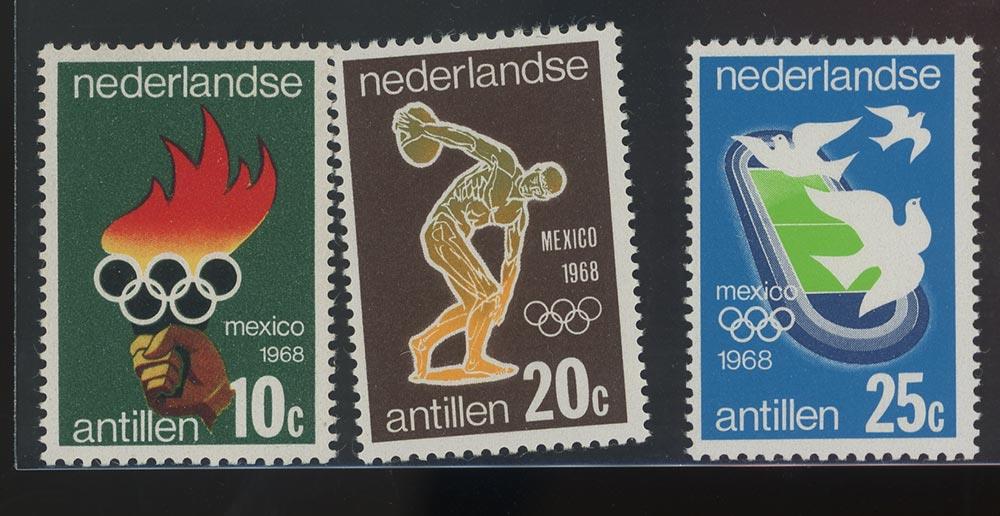 nederlandse
mexico
1968
10c
antillen
nederlandse
MEXICO
1968
20c
antillen
nederlandse
mexico
1968
25c
antillen